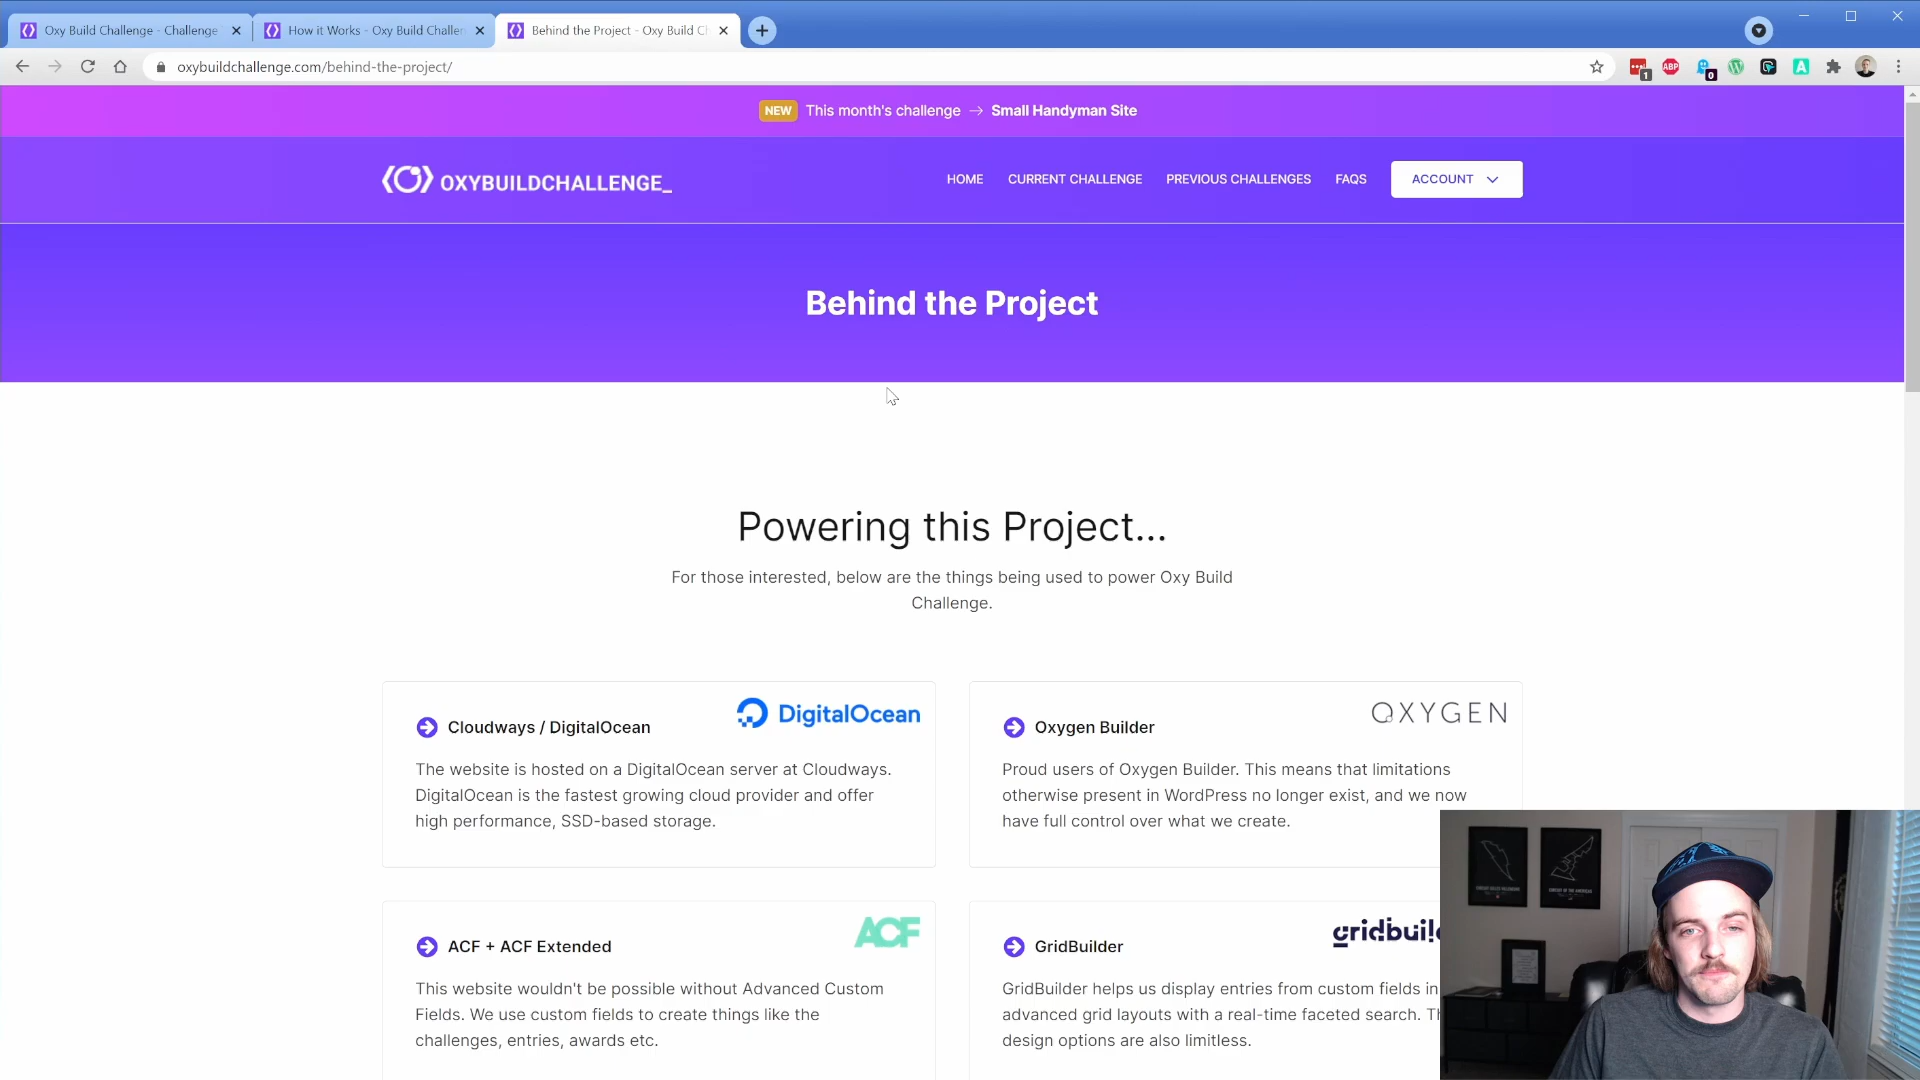 Oxy Build Challenge - Challenge
How it Works - Oxy Build Challen
Behind the Project - Oxy Build Ch
oxybuildchallenge.com/behind-the-project/
1
ABP
0
A
NEW This month's challenge → Small Handyman Site
OXYBUILDCHALLENGE_
HOME
CURRENT CHALLENGE
PREVIOUS CHALLENGES
FAQS
ACCOUNT
Behind the Project
Powering this Project...
For those interested, below are the things being used to power Oxy Build
Challenge.
Cloudways / DigitalOcean
DigitalOcean
The website is hosted on a DigitalOcean server at Cloudways.
DigitalOcean is the fastest growing cloud provider and offer
high performance, SSD-based storage.
Oxygen Builder
OXYGEN
Proud users of Oxygen Builder. This means that limitations
otherwise present in WordPress no longer exist, and we now
have full control over what we create.
ACF + ACF Extended
ACF
This website wouldn't be possible without Advanced Custom
Fields. We use custom fields to create things like the
challenges, entries, awards etc.
GridBuilder
gridbuild
GridBuilder helps us display entries from custom fields in
advanced grid layouts with a real-time faceted search. Th
design options are also limitless.